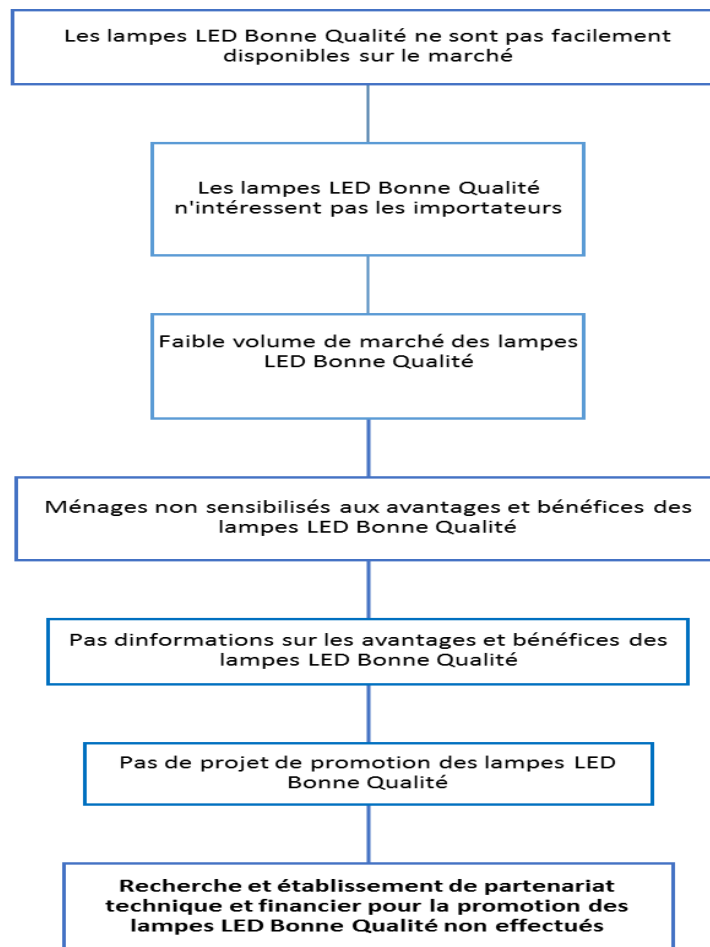 Les lampes LED Bonne Qualité ne sont pas facilement
disponibles sur le marché
Les lampes LED Bonne Qualité
n'intéressent pas les importateurs
Faible volume de marché des lampes
LED Bonne Qualité
Ménages non sensibilisés aux avantages et bénéfices des
lampes LED Bonne Qualité
Pas dinformations sur les avantages et bénéfices des
lampes LED Bonne Qualité
Pas de projet de promotion des lampes LED
Bonne Qualité
Recherche et établissement de partenariat
technique et financier pour la promotion des
lampes LED Bonne Qualité non effectués